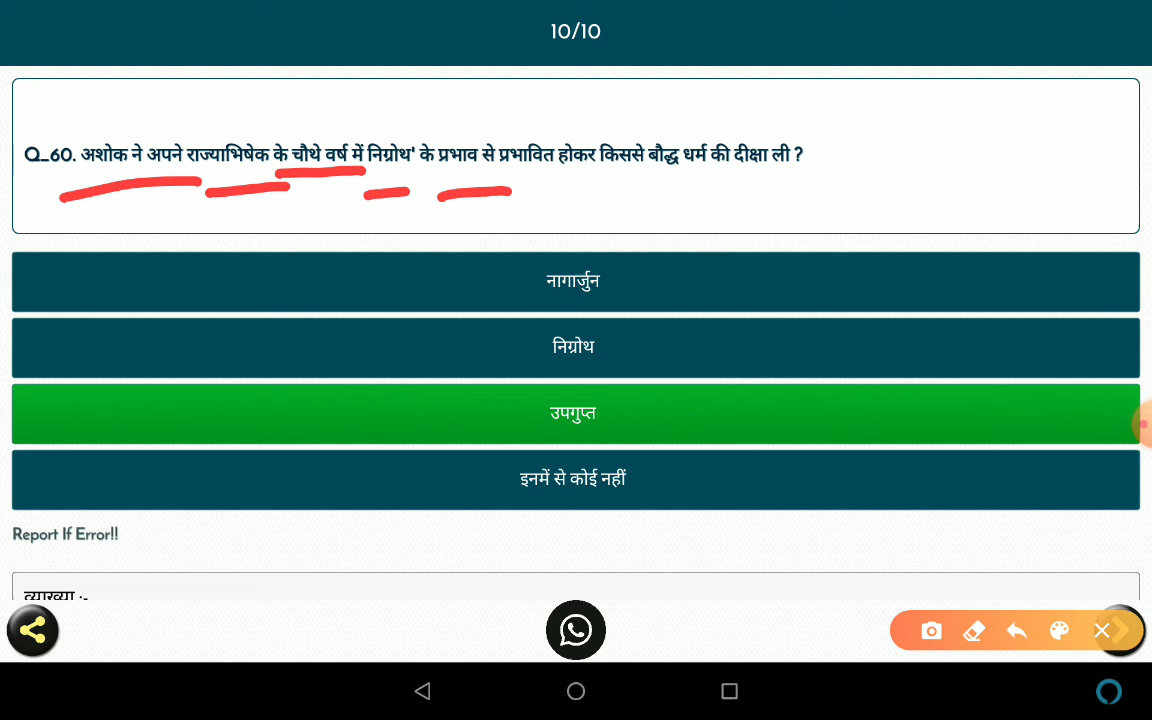 10/10
Q_60. अशोक ने अपने राज्याभिषेक के चौथे वर्ष में निग्रोथ' के प्रभाव से प्रभावित होकर किससे बौद्ध धर्म की दीक्षा ली ?
नागार्जुन
निग्रोथ
उपगुप्त
इनमें से कोई नहीं
Report If Error!!
व्याख्या :-